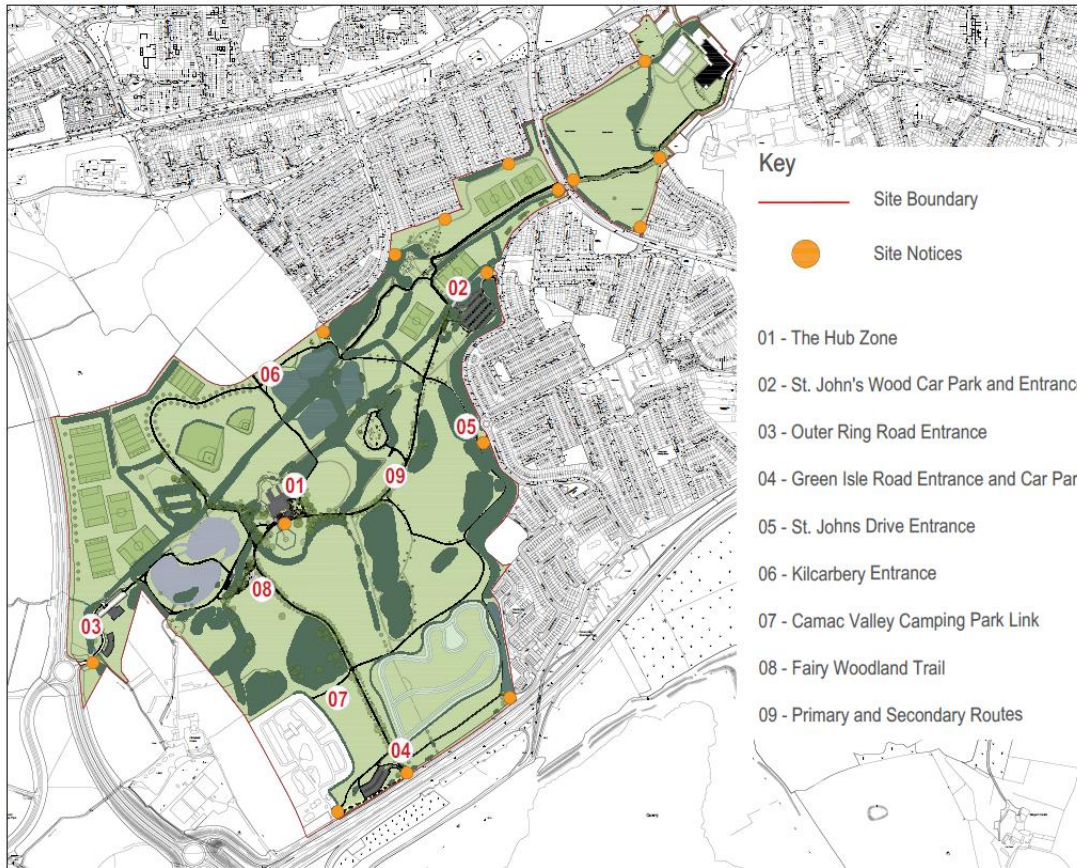 Key
Site Boundary
Site Notices
01 - The Hub Zone
02 - St. John's Wood Car Park and Entrance
03 - Outer Ring Road Entrance
04 - Green Isle Road Entrance and Car Par
05 - St. Johns Drive Entrance
06 - Kilcarbery Entrance
07 - Camac Valley Camping Park Link
08 - Fairy Woodland Trail
09 - Primary and Secondary Routes
02
06
05
09
01
08
03
07
04
Quarry